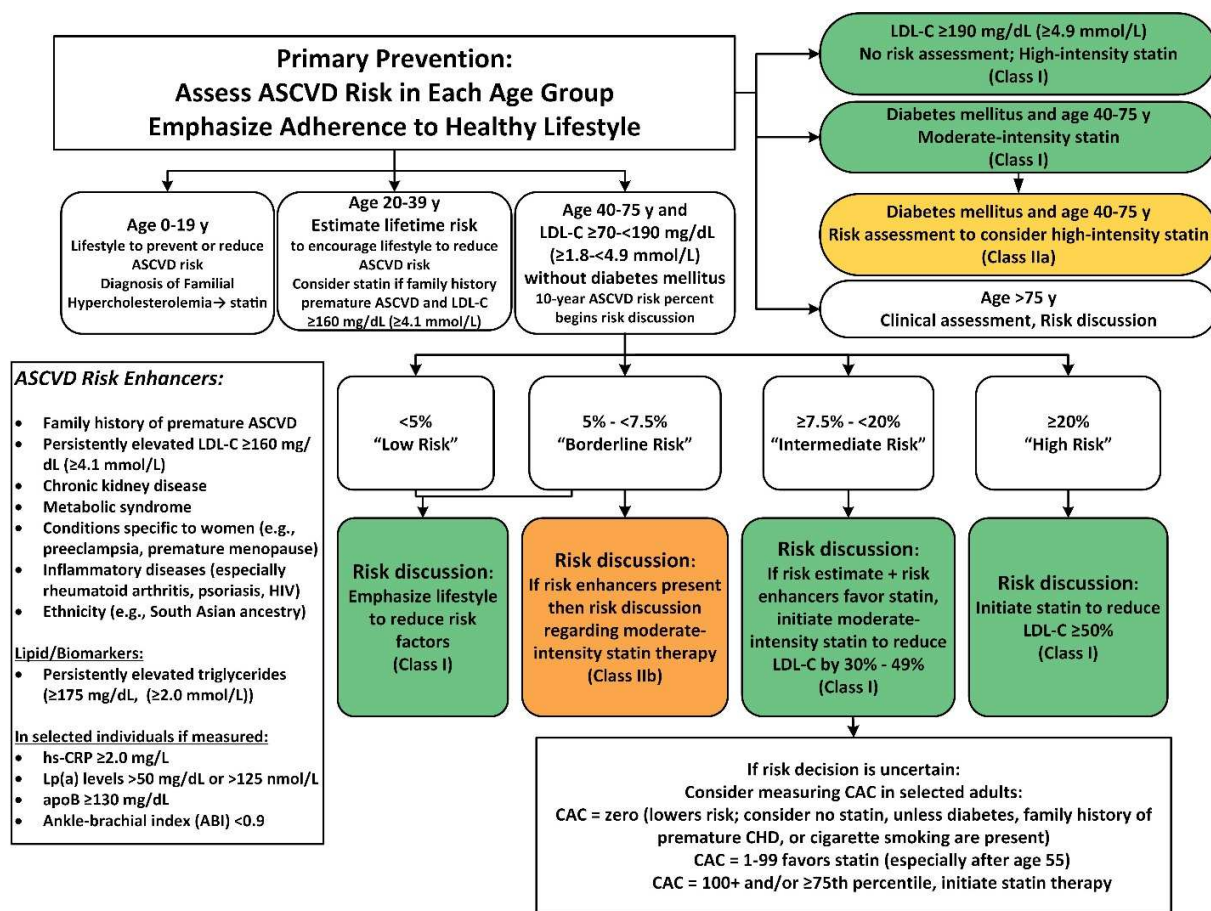 Primary Prevention:
Assess ASCVD Risk in Each Age Group
Emphasize Adherence to Healthy Lifestyle
LDL-C ≥190 mg/dL (≥4.9 mmol/L)
No risk assessment; High-intensity statin
(Class I)
Diabetes mellitus and age 40-75 y
Moderate-intensity statin
(Class I)
Diabetes mellitus and age 40-75 y
Risk assessment to consider high-intensity statin
(Class IIa)
Age >75 y
Clinical assessment, Risk discussion
Age 0-19 y
Lifestyle to prevent or reduce
ASCVD risk
Diagnosis of Familial
Hypercholesterolemia→ statin
Age 20-39 y
Estimate lifetime risk
to encourage lifestyle to reduce
ASCVD risk
Consider statin if family history
premature ASCVD and LDL-C
≥160 mg/dL (≥4.1 mmol/L)
Age 40-75 y and
LDL-C ≥70-<190 mg/dL
(≥1.8-<4.9 mmol/L)
without diabetes mellitus
10-year ASCVD risk percent
begins risk discussion
ASCVD Risk Enhancers:
• Family history of premature ASCVD
• Persistently elevated LDL-C ≥160 mg/
dL (≥4.1 mmol/L)
• Chronic kidney disease
• Metabolic syndrome
• Conditions specific to women (e.g.,
preeclampsia, premature menopause)
• Inflammatory diseases (especially
rheumatoid arthritis, psoriasis, HIV)
• Ethnicity (e.g., South Asian ancestry)
Lipid/Biomarkers:
• Persistently elevated triglycerides
(≥175 mg/dL, (≥2.0 mmol/L))
In selected individuals if measured:
• hs-CRP ≥2.0 mg/L
• Lp(a) levels >50 mg/dL or >125 nmol/L
• apoB ≥130 mg/dL
• Ankle-brachial index (ABI) <0.9
<5%
“Low Risk”
5% - <7.5%
“Borderline Risk”
≥7.5% - <20%
“Intermediate Risk”
≥20%
“High Risk”
Risk discussion:
Emphasize lifestyle
to reduce risk
factors
(Class I)
Risk discussion:
If risk enhancers present
then risk discussion
regarding moderate-
intensity statin therapy
(Class IIb)
Risk discussion:
If risk estimate + risk
enhancers favor statin,
initiate moderate-
intensity statin to reduce
LDL-C by 30% - 49%
(Class I)
Risk discussion:
Initiate statin to reduce
LDL-C ≥50%
(Class I)
If risk decision is uncertain:
Consider measuring CAC in selected adults:
CAC = zero (lowers risk; consider no statin, unless diabetes, family history of
premature CHD, or cigarette smoking are present)
CAC = 1-99 favors statin (especially after age 55)
CAC = 100+ and/or ≥75th percentile, initiate statin therapy